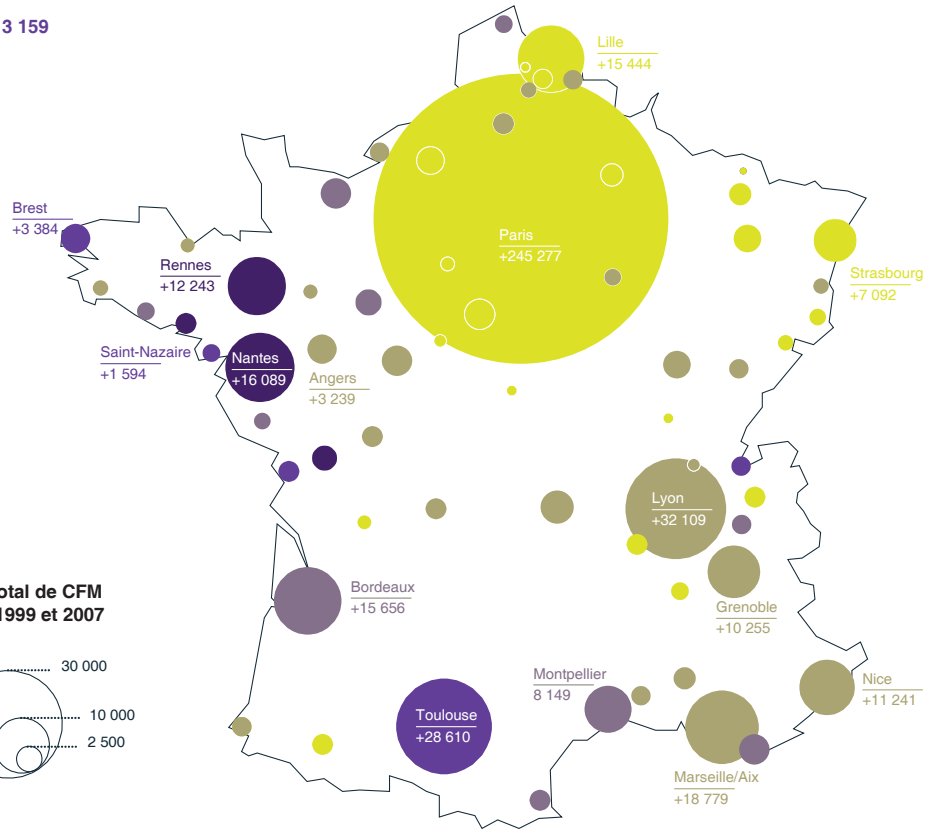 3 159
Lille
+15 444
Brest
+3 384
Paris
+245 277
Rennes
+12 243
Strasbourg
+7 092
Saint-Nazaire
+1 594
Nantes
+16 089
Angers
+3 239
Lyon
+32 109
otal de CFM
1999 et 2007
Bordeaux
+15 656
Grenoble
+10 255
30 000
10 000
2 500
Montpellier
8 149
Nice
+11 241
Toulouse
+28 610
Marseille/Aix
+18 779